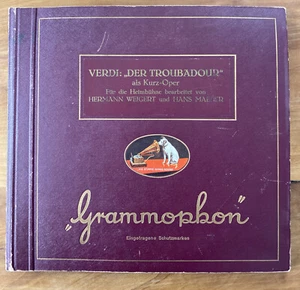 VERDI: „DER TROUBADOUR“
als Kurz-Oper
Für die Heimbühne bearbeitet von
HERMANN WEIGERT und HANS MAEDER
„Grammophon“
Eingetragene Schutzmarken